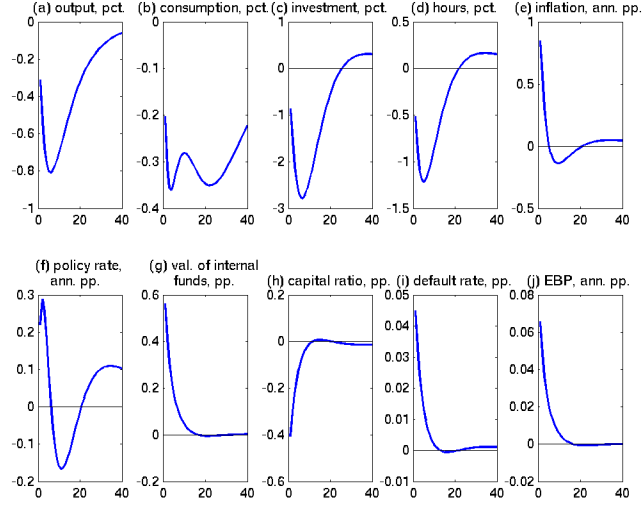 (a) output, pct.
0
-0.2
-0.4
-0.6
-0.8
-1
0 20 40
(b) consumption, pct.
0
-0.1
-0.2
-0.3
-0.4
0 20 40
(c) investment, pct.
1
0
-1
-2
-3
0 20 40
(d) hours, pct.
0.5
0
-0.5
-1
-1.5
0 20 40
(e) inflation, ann. pp.
1
0.5
0
-0.5
0 20 40
(f) policy rate,
ann. pp.
0.3
0.2
0.1
0
-0.1
-0.2
0 20 40
(g) val. of internal
funds, pp.
0.6
0.4
0.2
0
-0.2
0 20 40
(h) capital ratio, pp.
0.2
0
-0.2
-0.4
-0.6
0 20 40
(i) default rate, pp.
0.05
0.04
0.03
0.02
0.01
0
-0.01
0 20 40
(j) EBP, ann. pp.
0.08
0.06
0.04
0.02
0
-0.02
0 20 40